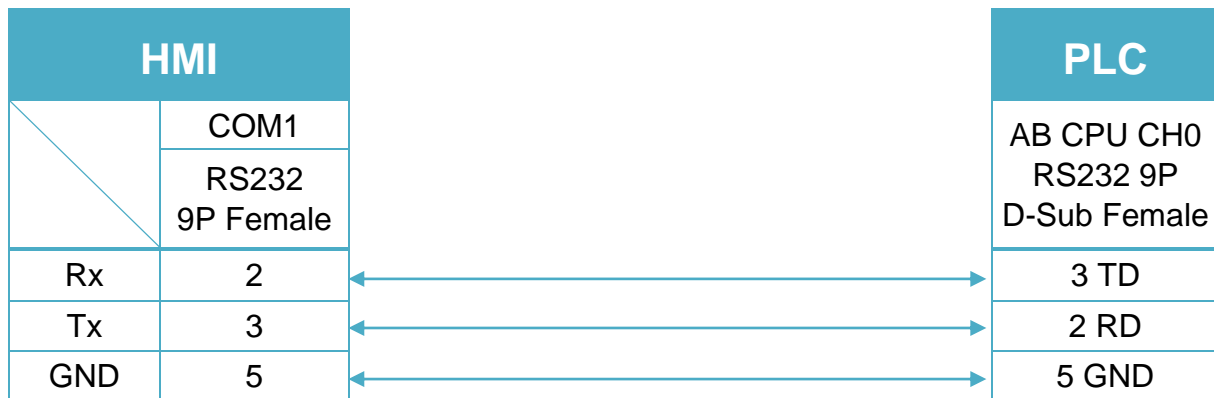 HMI
PLC
COM1
RS232
9P Female
AB CPU CH0
RS232 9P
D-Sub Female
Rx 2 3 TD
Tx 3 2 RD
GND 5 5 GND